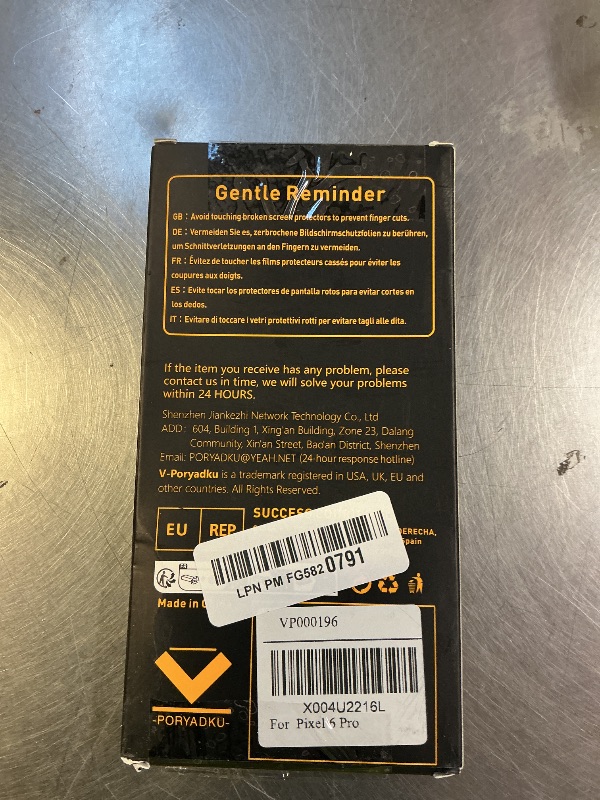 Gentle Reminder
GB : Avoid touching broken screen protectors to prevent finger cuts.
DE : Vermeiden Sie es, zerbrochene Bildschirmschutzfolien zu berühren,
um Schnittverletzungen an den Fingern zu vermeiden.
FR : Évitez de toucher les films protecteurs cassés pour éviter les
coupures aux doigts.
ES : Evite tocar los protectores de pantalla rotos para evitar cortes en
los dedos.
IT : Evitare di toccare i vetri protettivi rotti per evitare tagli alle dita.
If the item you receive has any problem, please
contact us in time, we will solve your problems
within 24 HOURS.
Shenzhen Jiankezhi Network Technology Co., Ltd
ADD: 604, Building 1, Xing'an Building, Zone 23, Dalang
Community, Xin'an Street, Bao'an District, Shenzhen
Email: PORYADKU@YEAH.NET (24-hour response hotline)
V-Poryadku is a trademark registered in USA, UK, EU and
other countries. All Rights Reserved.
EU REP
DERECHA,
Spain
LPN PM FG582 0791
Made in
VP000196
X004U2216L
For Pixel 6 Pro
-PORYADKU-